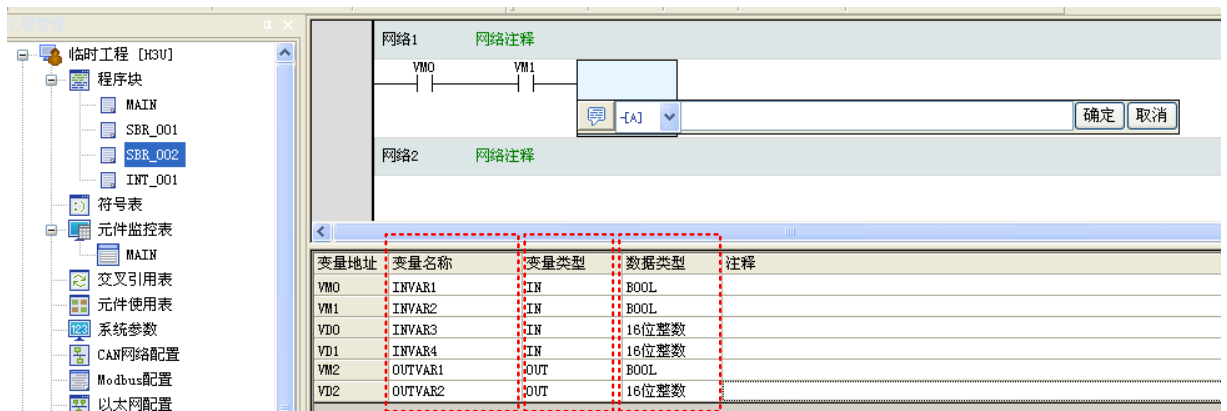 工程管理
临时工程 [H3U]
程序块
MAIN
SBR_001
SBR_002
INT_001
符号表
元件监控表
MAIN
交叉引用表
元件使用表
系统参数
CAN网络配置
Modbus配置
以太网配置
网络1 网络注释
VM0 VM1
-[A] 确定 取消
网络2 网络注释
变量地址 变量名称 变量类型 数据类型 注释
VM0 INVAR1 IN BOOL
VM1 INVAR2 IN BOOL
VD0 INVAR3 IN 16位整数
VD1 INVAR4 IN 16位整数
VM2 OUTVAR1 OUT BOOL
VD2 OUTVAR2 OUT 16位整数